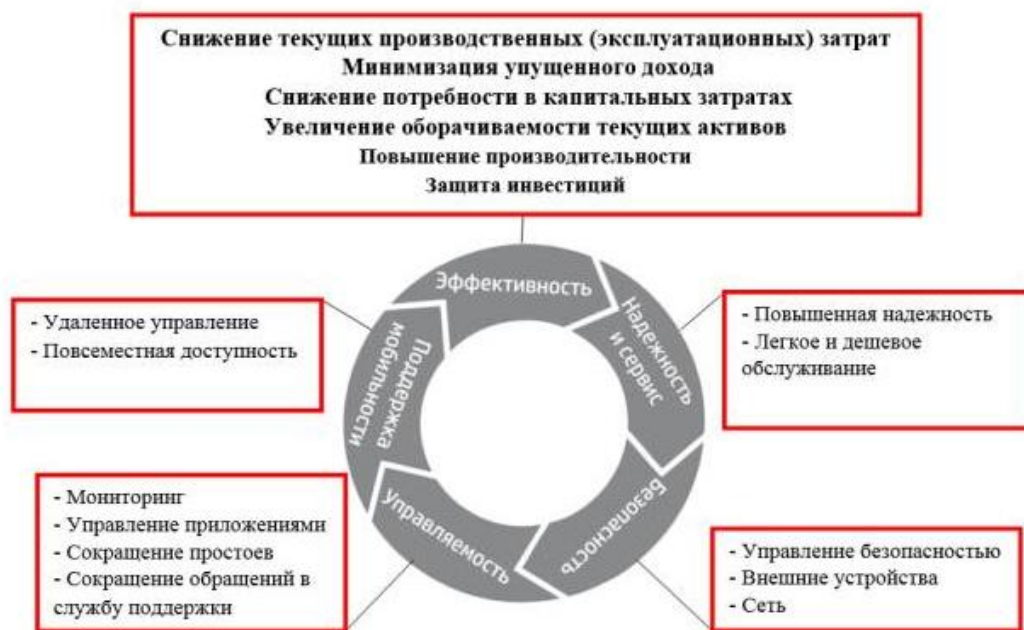 Снижение текущих производственных (эксплуатационных) затрат
Минимизация упущенного дохода
Снижение потребности в капитальных затратах
Увеличение оборачиваемости текущих активов
Повышение производительности
Защита инвестиций
Эффективность
Надежность
и сервис
Безопасность
Управляемость
Поддержка
мобильности
- Удаленное управление
- Повсеместная доступность
- Повышенная надежность
- Легкое и дешевое
обслуживание
- Мониторинг
- Управление приложениями
- Сокращение простоев
- Сокращение обращений в
службу поддержки
- Управление безопасностью
- Внешние устройства
- Сеть